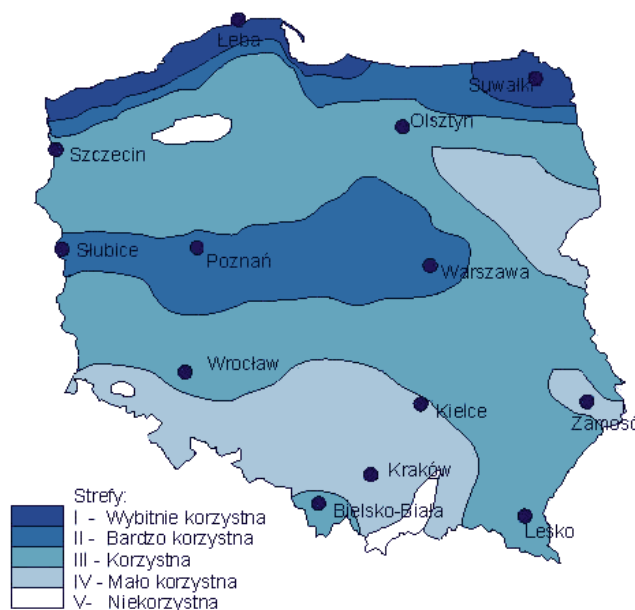 Łeba
Suwałki
Olsztyn
Szczecin
Słubice
Poznań
Warszawa
Wrocław
Kielce
Zamość
Kraków
Bielsko-Biała
Lesko
Strefy:
I - Wybitnie korzystna
II - Bardzo korzystna
III - Korzystna
IV - Mało korzystna
V- Niekorzystna